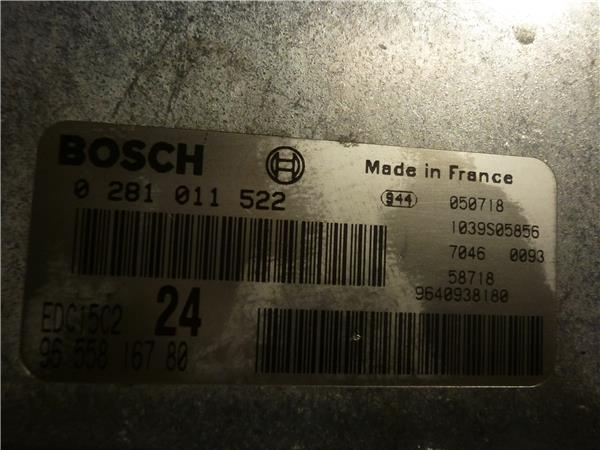 BOSCH
Made in France
0 281 011 522
944
050718
1039S05856
7046 0093
58718
9640938180
EDC15C2
24
96 558 167 80